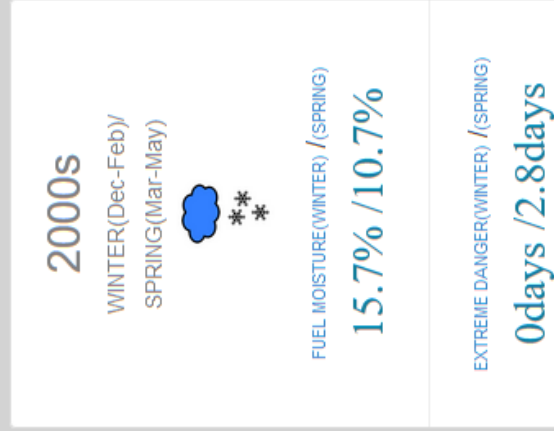 2000s
WINTER(Dec-Feb)/
SPRING(Mar-May)
FUEL MOISTURE(WINTER) /(SPRING)
15.7% /10.7%
EXTREME DANGER(WINTER) /(SPRING)
0days /2.8days